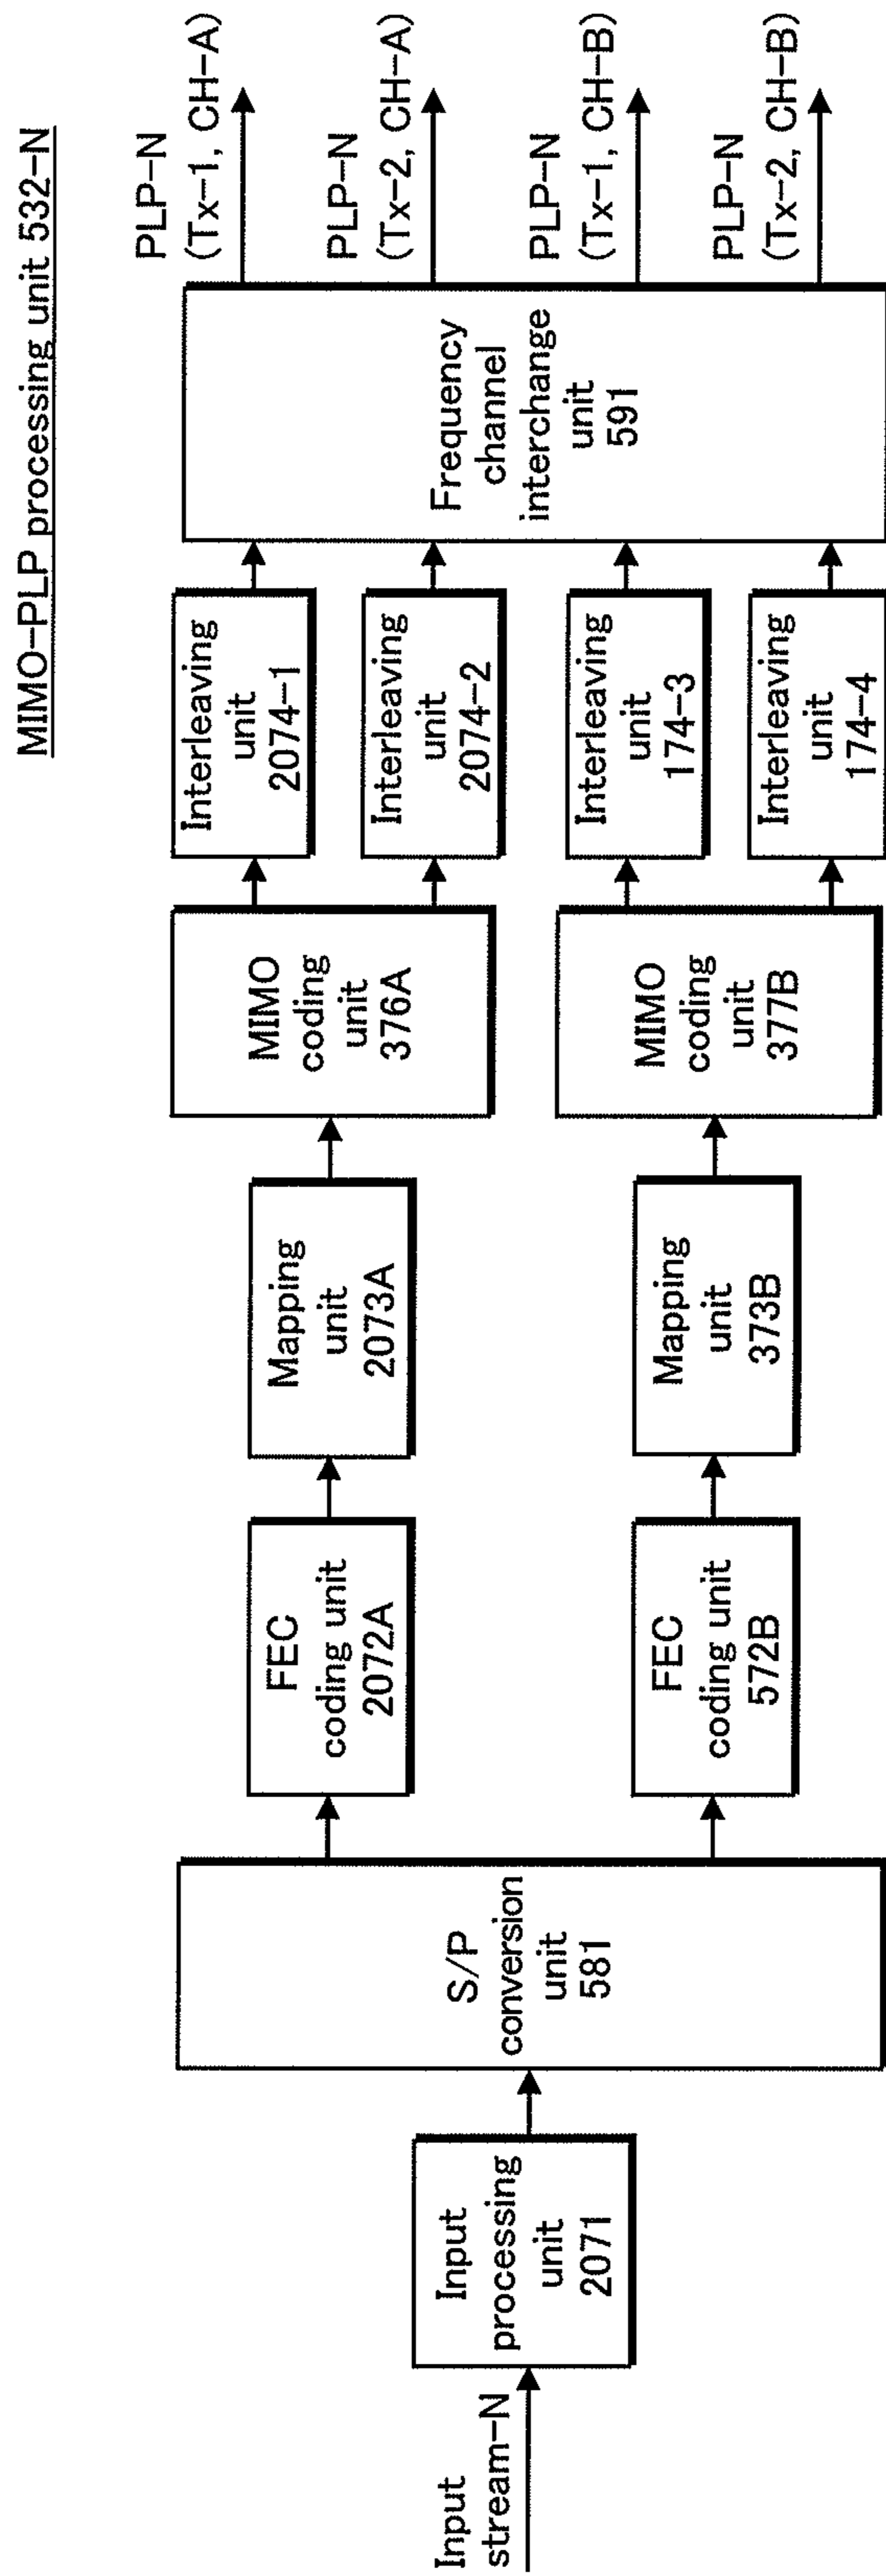 MIMO-PLP processing unit 532-N
Input
stream-N
Input
processing
unit
2071
S/P
conversion
unit
581
FEC
coding unit
2072A
Mapping
unit
2073A
MIMO
coding
unit
376A
Interleaving
unit
2074-1
Interleaving
unit
2074-2
FEC
coding unit
572B
Mapping
unit
373B
MIMO
coding
unit
377B
Interleaving
unit
174-3
Interleaving
unit
174-4
Frequency
channel
interchange
unit
591
PLP-N
(Tx-1, CH-A)
PLP-N
(Tx-2, CH-A)
PLP-N
(Tx-1, CH-B)
PLP-N
(Tx-2, CH-B)